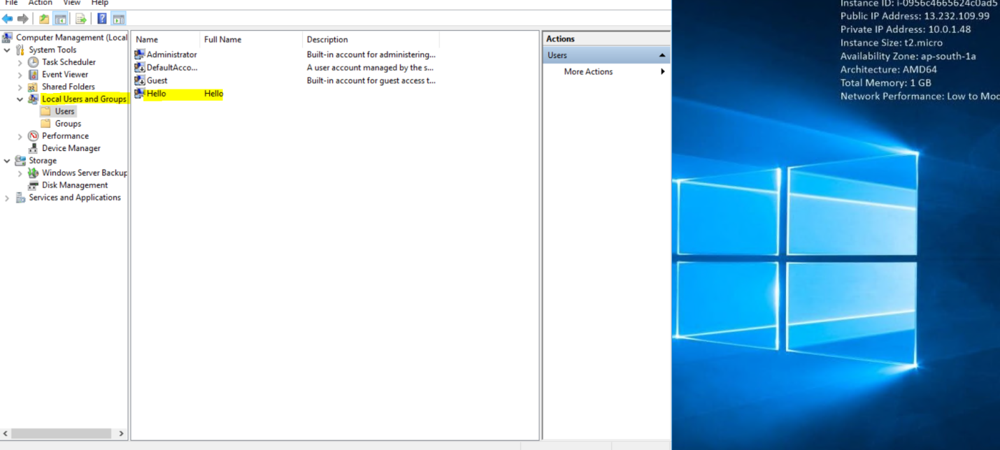 File Action View Help
Computer Management (Local
System Tools
Task Scheduler
Event Viewer
Shared Folders
Local Users and Groups
Users
Groups
Performance
Device Manager
Storage
Windows Server Backup
Disk Management
Services and Applications
Name Full Name Description
Administrator Built-in account for administering...
DefaultAcco... A user account managed by the s...
Guest Built-in account for guest access t...
Hello Hello
Actions
Users
More Actions
Instance ID: i-0956c4665624c0ad5
Public IP Address: 13.232.109.99
Private IP Address: 10.0.1.48
Instance Size: t2.micro
Availability Zone: ap-south-1a
Architecture: AMD64
Total Memory: 1 GB
Network Performance: Low to Mod